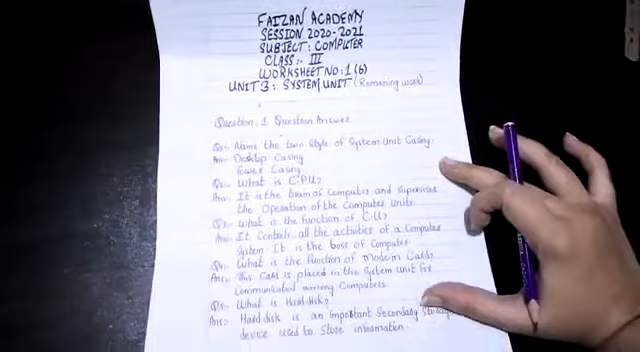 FAIZAN ACADEMY
SESSION 2020-2021
SUBJECT: COMPUTER
CLASS:- III
WORKSHEET NO: 1 (6)
UNIT 3: SYSTEM UNIT (Remaining work)
Question: 1 Question Answers
Q1:- Name the two Style of System Unit Casing.
Ans:- Desktop Casing
Tower Casing
Q2:- What is C.P.U?
Ans:- It is the brain of Computer and Supervises
the Operation of the Computer Units
Q3:- What is the function of C.U?
Ans:- It Controls all the activities of a Computer
System It is the boss of Computer
Q4:- What is the function of modem Card?
Ans:- This Card is placed in the System Unit for
Communicated among Computers.
Q5:- What is Hard disk?
Ans:- Hard disk is an important Secondary Storage
device used to Store information.